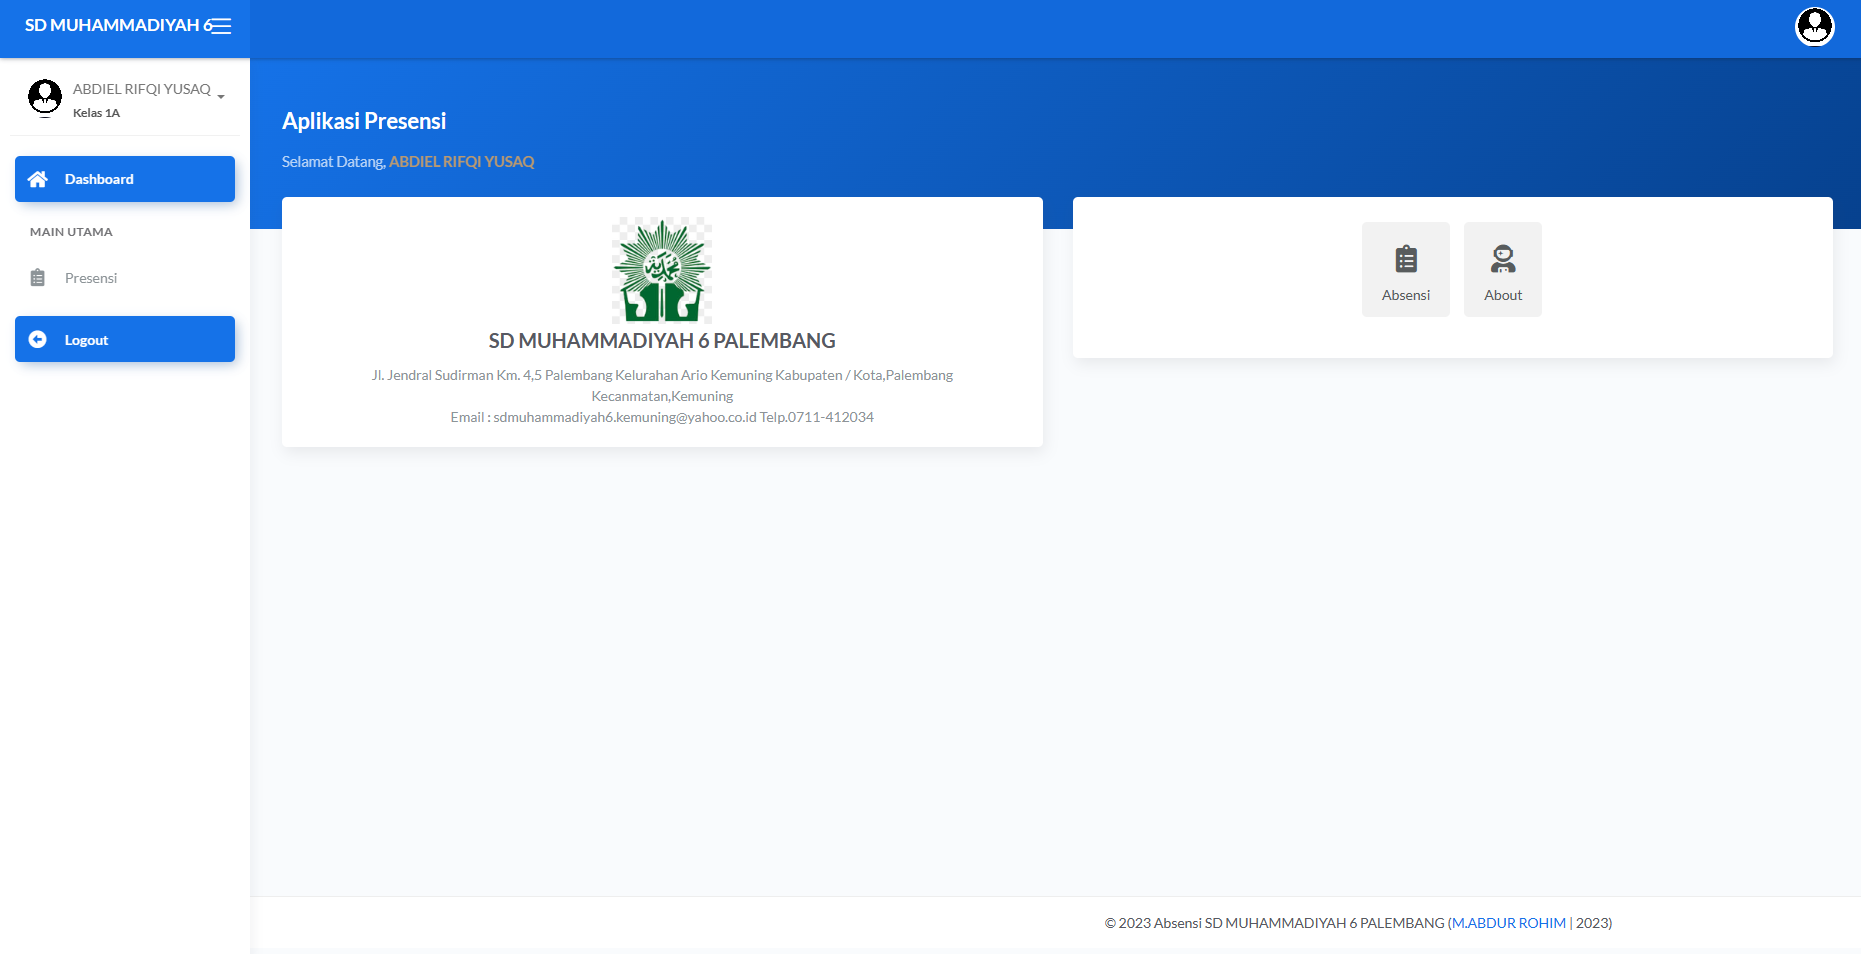 SD MUHAMMADIYAH 6
ABDIEL RIFQI YUSAQ
Kelas 1A
Dashboard
MAIN UTAMA
Presensi
Logout
Aplikasi Presensi
Selamat Datang, ABDIEL RIFQI YUSAQ
SD MUHAMMADIYAH 6 PALEMBANG
Jl. Jendral Sudirman Km. 4,5 Palembang Kelurahan Ario Kemuning Kabupaten / Kota,Palembang
Kecanmatan,Kemuning
Email : sdmuhammadiyah6.kemuning@yahoo.co.id Telp.0711-412034
Absensi
About
© 2023 Absensi SD MUHAMMADIYAH 6 PALEMBANG (M.ABDUR ROHIM | 2023)